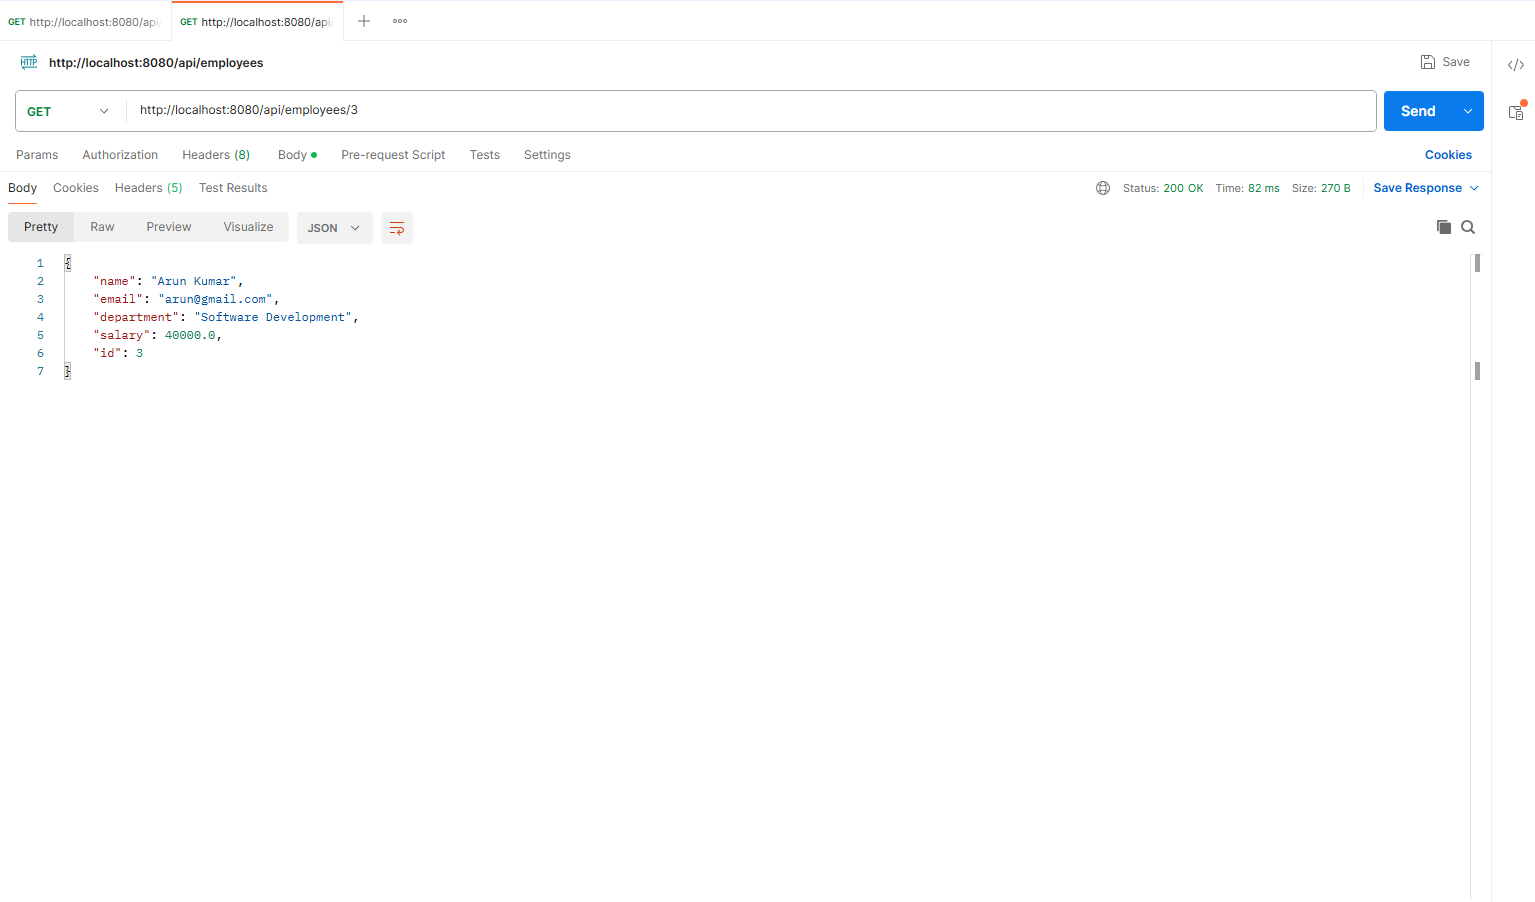 GET http://localhost:8080/api/
GET http://localhost:8080/api/
HTTP http://localhost:8080/api/employees
Save
GET http://localhost:8080/api/employees/3
Send
Params Authorization Headers (8) Body Pre-request Script Tests Settings Cookies
Body Cookies Headers (5) Test Results Status: 200 OK Time: 82 ms Size: 270 B Save Response
Pretty Raw Preview Visualize JSON
1 {
2 "name": "Arun Kumar",
3 "email": "arun@gmail.com",
4 "department": "Software Development",
5 "salary": 40000.0,
6 "id": 3
7 }